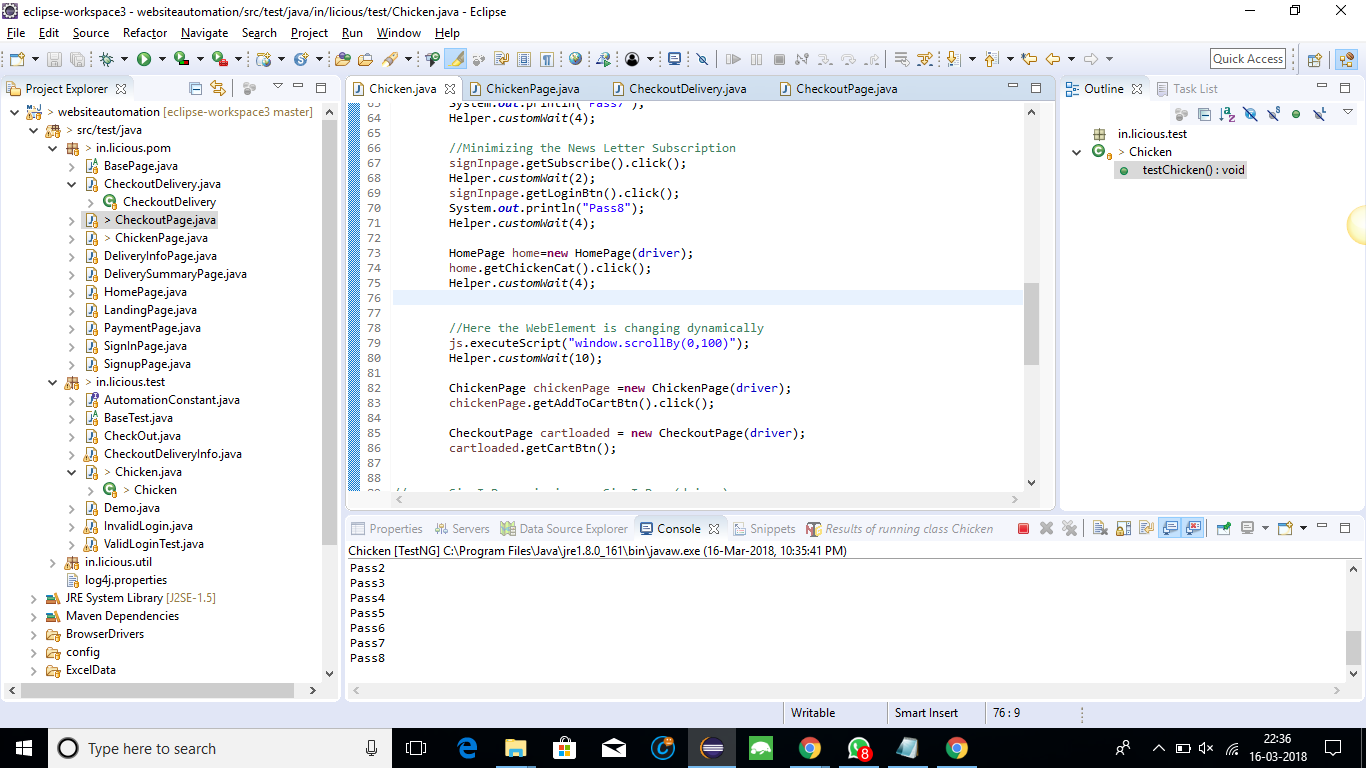 eclipse-workspace3 - websiteautomation/src/test/java/in/licious/test/Chicken.java - Eclipse
File Edit Source Refactor Navigate Search Project Run Window Help
Quick Access
Project Explorer
> websiteautomation [eclipse-workspace3 master]
> src/test/java
> in.licious.pom
BasePage.java
CheckoutDelivery.java
CheckoutDelivery
> CheckoutPage.java
> ChickenPage.java
DeliveryInfoPage.java
DeliverySummaryPage.java
HomePage.java
LandingPage.java
PaymentPage.java
SignInPage.java
SignupPage.java
> in.licious.test
AutomationConstant.java
BaseTest.java
CheckOut.java
CheckoutDeliveryInfo.java
> Chicken.java
> Chicken
Demo.java
InvalidLogin.java
ValidLoginTest.java
in.licious.util
log4j.properties
JRE System Library [J2SE-1.5]
Maven Dependencies
BrowserDrivers
config
ExcelData
Chicken.java ChickenPage.java CheckoutDelivery.java CheckoutPage.java
63 System.out.println("Pass7");
64 Helper.customWait(4);
65
66 //Minimizing the News Letter Subscription
67 signInpage.getSubscribe().click();
68 Helper.customWait(2);
69 signInpage.getLoginBtn().click();
70 System.out.println("Pass8");
71 Helper.customWait(4);
72
73 HomePage home=new HomePage(driver);
74 home.getChickenCat().click();
75 Helper.customWait(4);
76
77
78 //Here the WebElement is changing dynamically
79 js.executeScript("window.scrollBy(0,100)");
80 Helper.customWait(10);
81
82 ChickenPage chickenPage =new ChickenPage(driver);
83 chickenPage.getAddToCartBtn().click();
84
85 CheckoutPage cartloaded = new CheckoutPage(driver);
86 cartloaded.getCartBtn();
87
88
Outline Task List
in.licious.test
> Chicken
testChicken() : void
Properties Servers Data Source Explorer Console Snippets Results of running class Chicken
Chicken [TestNG] C:\Program Files\Java\jre1.8.0_161\bin\javaw.exe (16-Mar-2018, 10:35:41 PM)
Pass2
Pass3
Pass4
Pass5
Pass6
Pass7
Pass8
Writable Smart Insert 76 : 9
Type here to search
8
22:36
16-03-2018